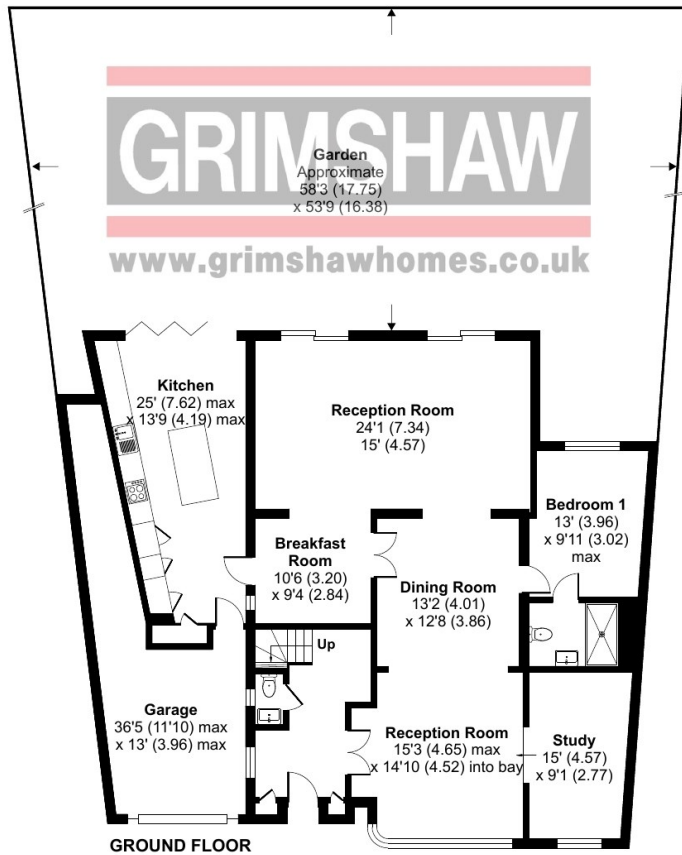 GRIMSHAW
Garden
Approximate
58'3 (17.75)
x 53'9 (16.38)
www.grimshawhomes.co.uk
Kitchen
25' (7.62) max
x 13'9 (4.19) max
Reception Room
24'1 (7.34)
15' (4.57)
Bedroom 1
13' (3.96)
x 9'11 (3.02)
max
Breakfast
Room
10'6 (3.20)
x 9'4 (2.84)
Dining Room
13'2 (4.01)
x 12'8 (3.86)
Up
Garage
36'5 (11'10) max
x 13' (3.96) max
Reception Room
15'3 (4.65) max
x 14'10 (4.52) into bay
Study
15' (4.57)
x 9'1 (2.77)
GROUND FLOOR